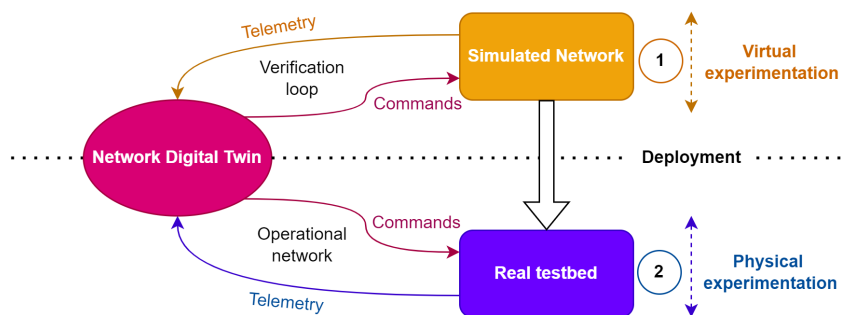 Telemetry
Simulated Network
1
Virtual
experimentation
Verification
loop
Commands
Network Digital Twin
Deployment
Commands
Operational
network
Real testbed
2
Physical
experimentation
Telemetry